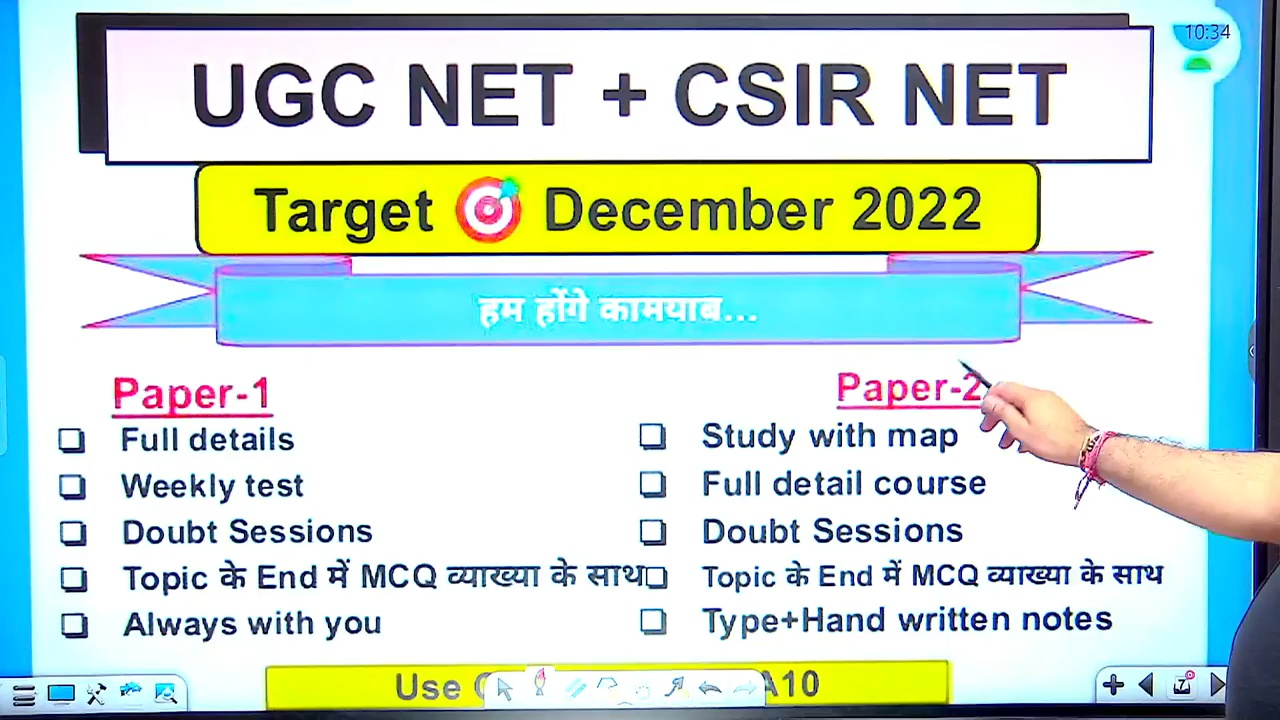 10:34
UGC NET + CSIR NET
Target December 2022
हम होंगे कामयाब...
Paper-1
Full details
Weekly test
Doubt Sessions
Topic के End में MCQ व्याख्या के साथ
Always with you
Paper-2
Study with map
Full detail course
Doubt Sessions
Topic के End में MCQ व्याख्या के साथ
Type+Hand written notes
Use
A10